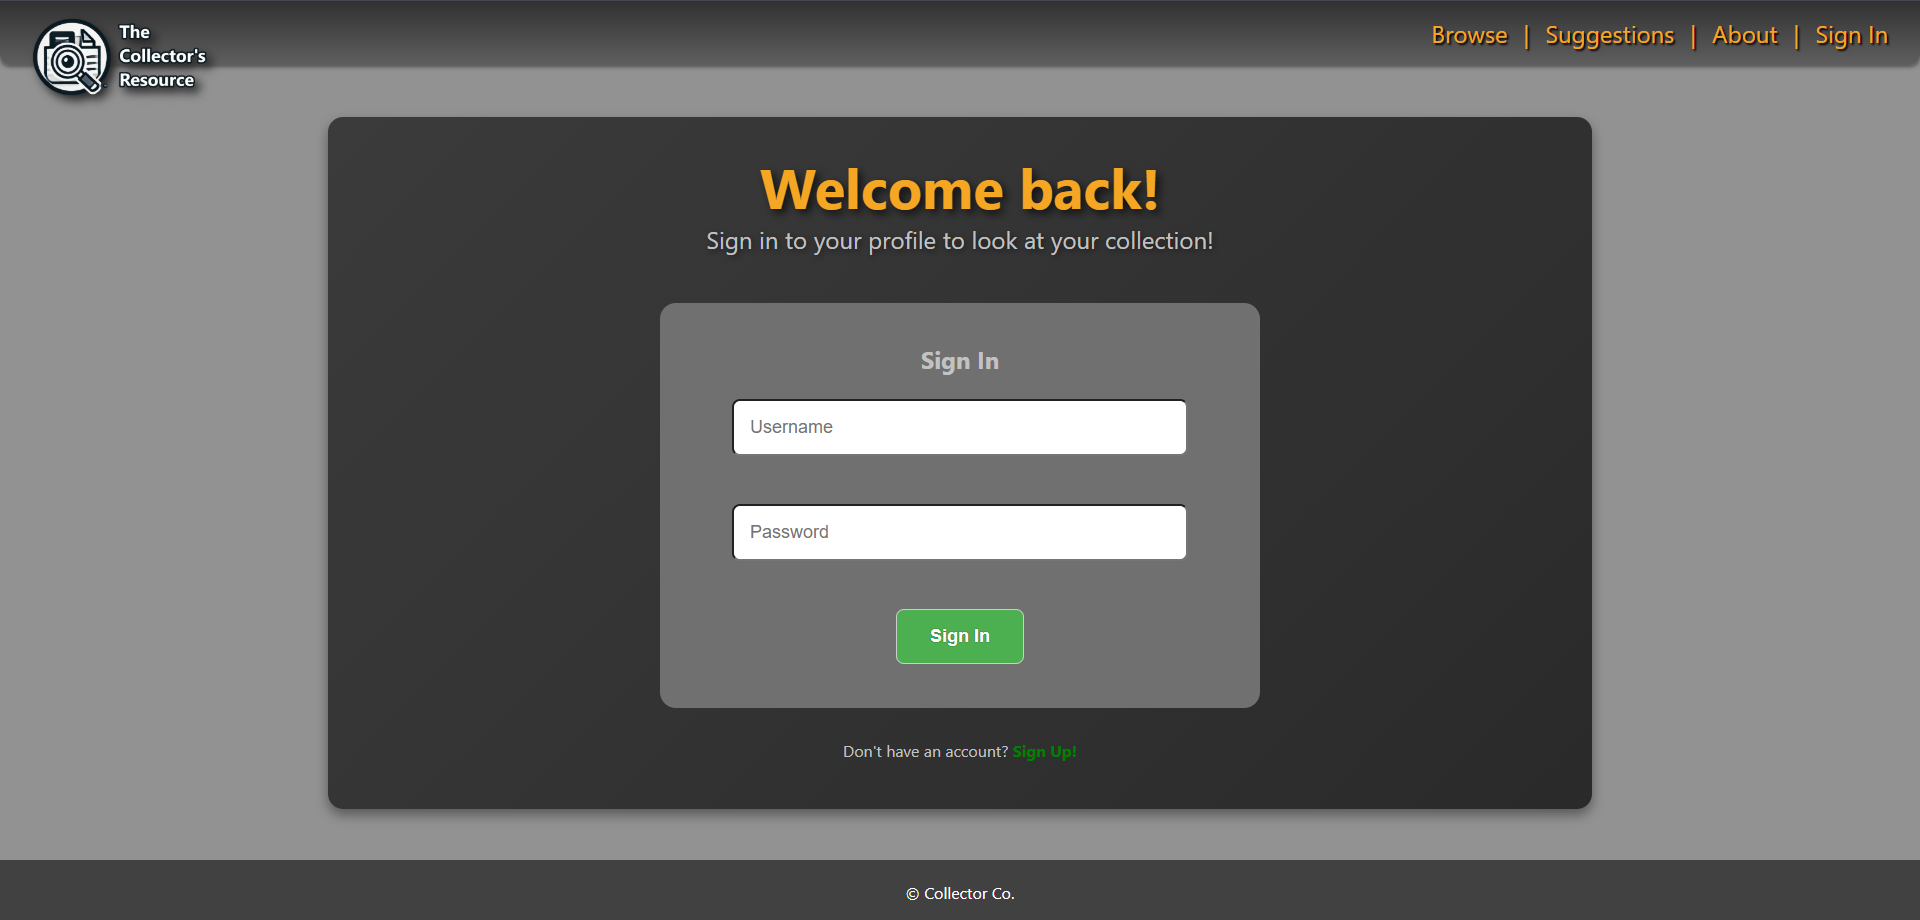 The
Collector's
Resource
Browse | Suggestions | About | Sign In
Welcome back!
Sign in to your profile to look at your collection!
Sign In
Username
Password
Sign In
Don't have an account? Sign Up!
© Collector Co.